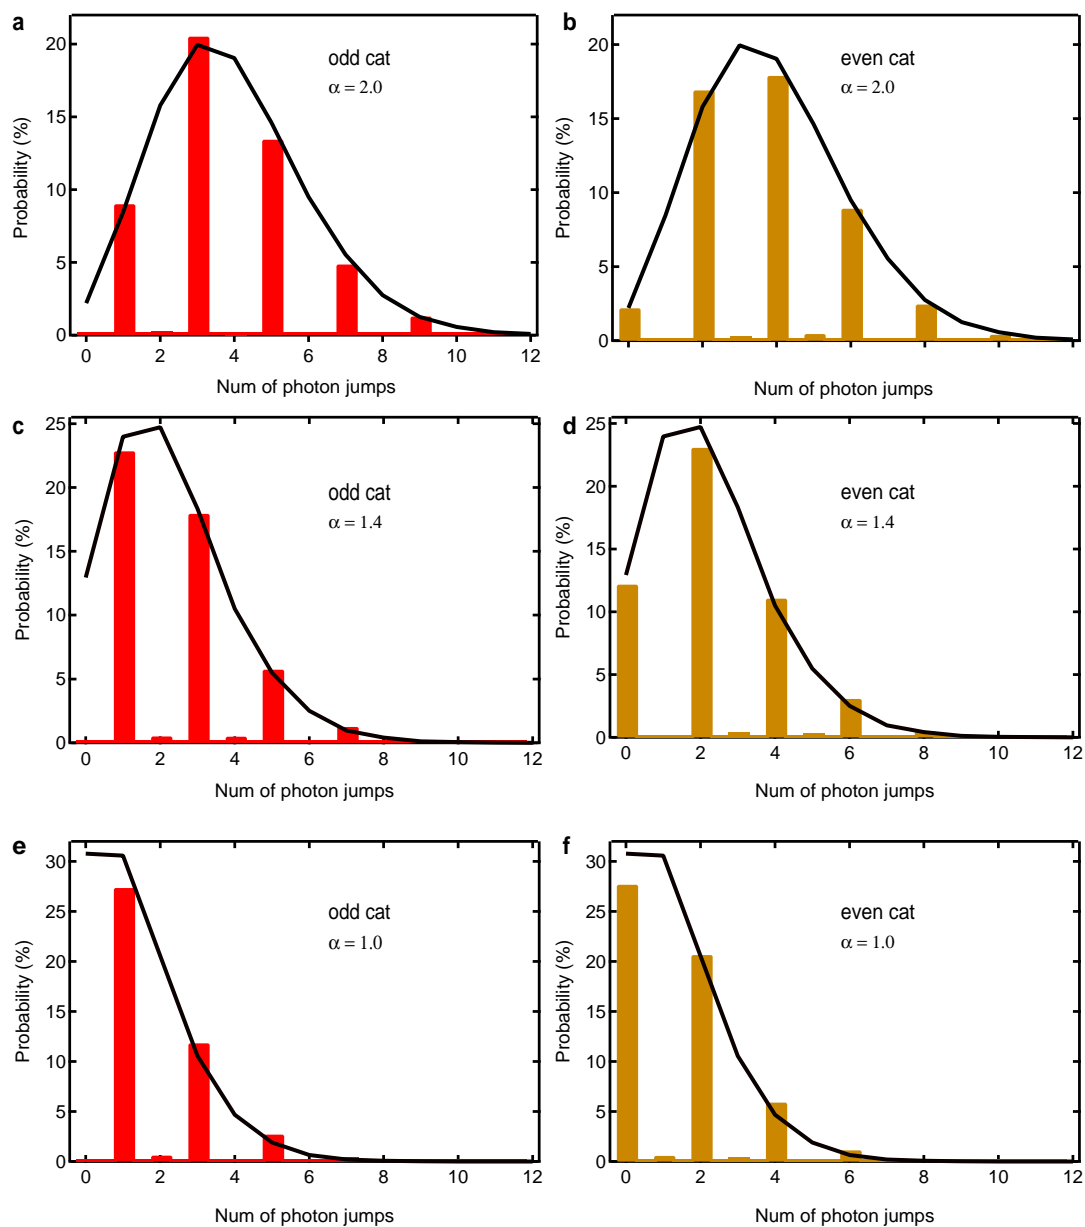 a
odd cat
α = 2.0
Probability (%)
20
15
10
5
0
0 2 4 6 8 10 12
Num of photon jumps
b
even cat
α = 2.0
Probability (%)
20
15
10
5
0
Num of photon jumps
c
odd cat
α = 1.4
Probability (%)
25
20
15
10
5
0
0 2 4 6 8 10 12
Num of photon jumps
d
even cat
α = 1.4
Probability (%)
25
20
15
10
5
0
0 2 4 6 8 10 12
Num of photon jumps
e
odd cat
α = 1.0
Probability (%)
30
25
20
15
10
5
0
0 2 4 6 8 10 12
Num of photon jumps
f
even cat
α = 1.0
Probability (%)
30
25
20
15
10
5
0
0 2 4 6 8 10 12
Num of photon jumps